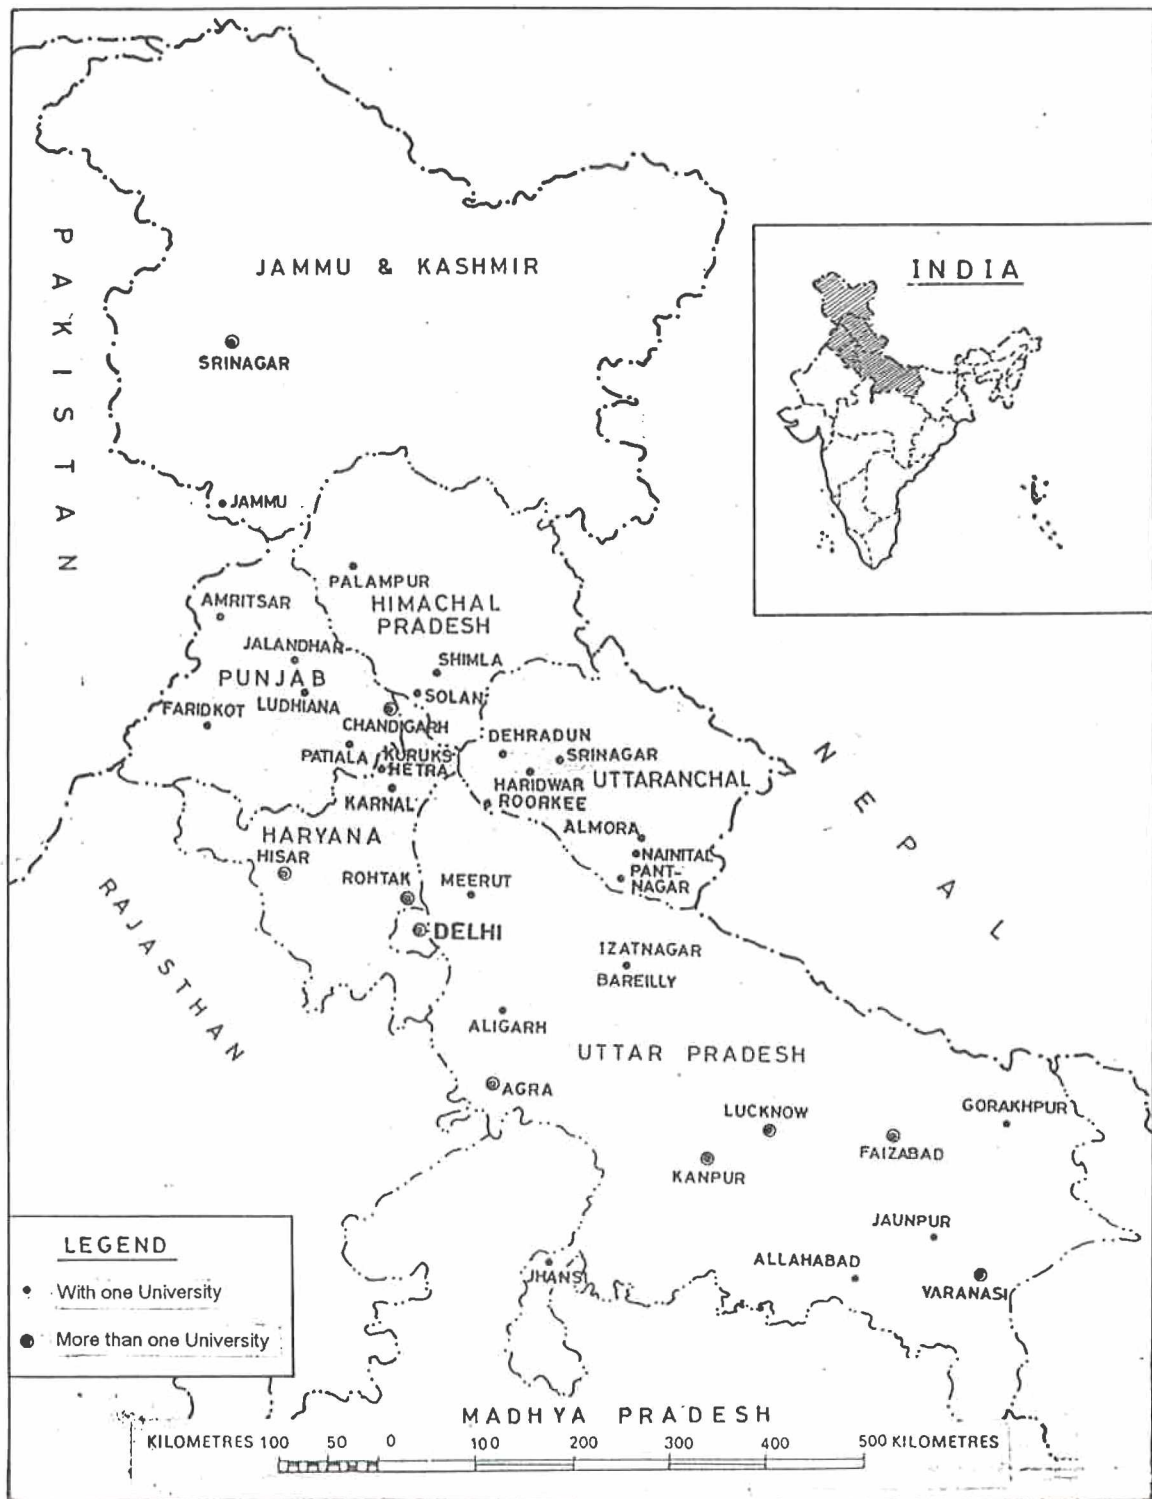 PAKISTAN
JAMMU & KASHMIR
SRINAGAR
JAMMU
INDIA
PALAMPUR
HIMACHAL
PRADESH
AMRITSAR
JALANDHAR
PUNJAB
LUDHIANA
FARIDKOT
SHIMLA
SOLAN
CHANDIGARH
PATIALA
KURUKS-
HETRA
KARNAL
DEHRADUN
SRINAGAR
HARIDWAR
UTTARANCHAL
ROORKEE
ALMORA
NAINITAL
PANT-
NAGAR
NEPAL
HARYANA
HISAR
ROHTAK
MEERUT
DELHI
RAJASTHAN
IZATNAGAR
BAREILLY
ALIGARH
UTTAR PRADESH
AGRA
LUCKNOW
GORAKHPUR
FAIZABAD
KANPUR
JAUNPUR
ALLAHABAD
VARANASI
JHANSI
LEGEND
With one University
More than one University
MADHYA PRADESH
KILOMETRES 100 50 0 100 200 300 400 500 KILOMETRES